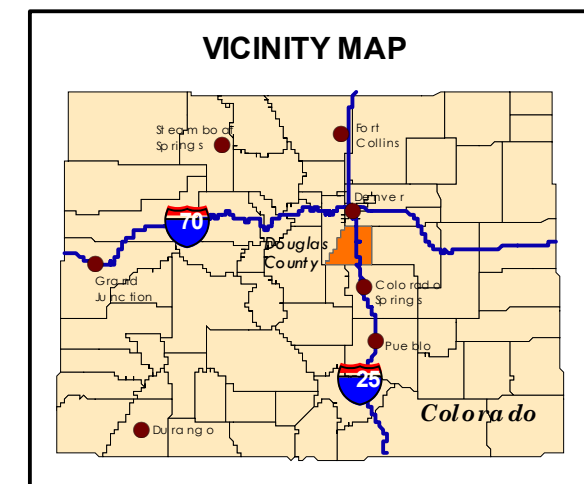 VICINITY MAP
Steamboat
Springs
Fort
Collins
Denver
70
Douglas
County
Grand
Junction
Colorado
Springs
Pueblo
25
Colorado
Durango